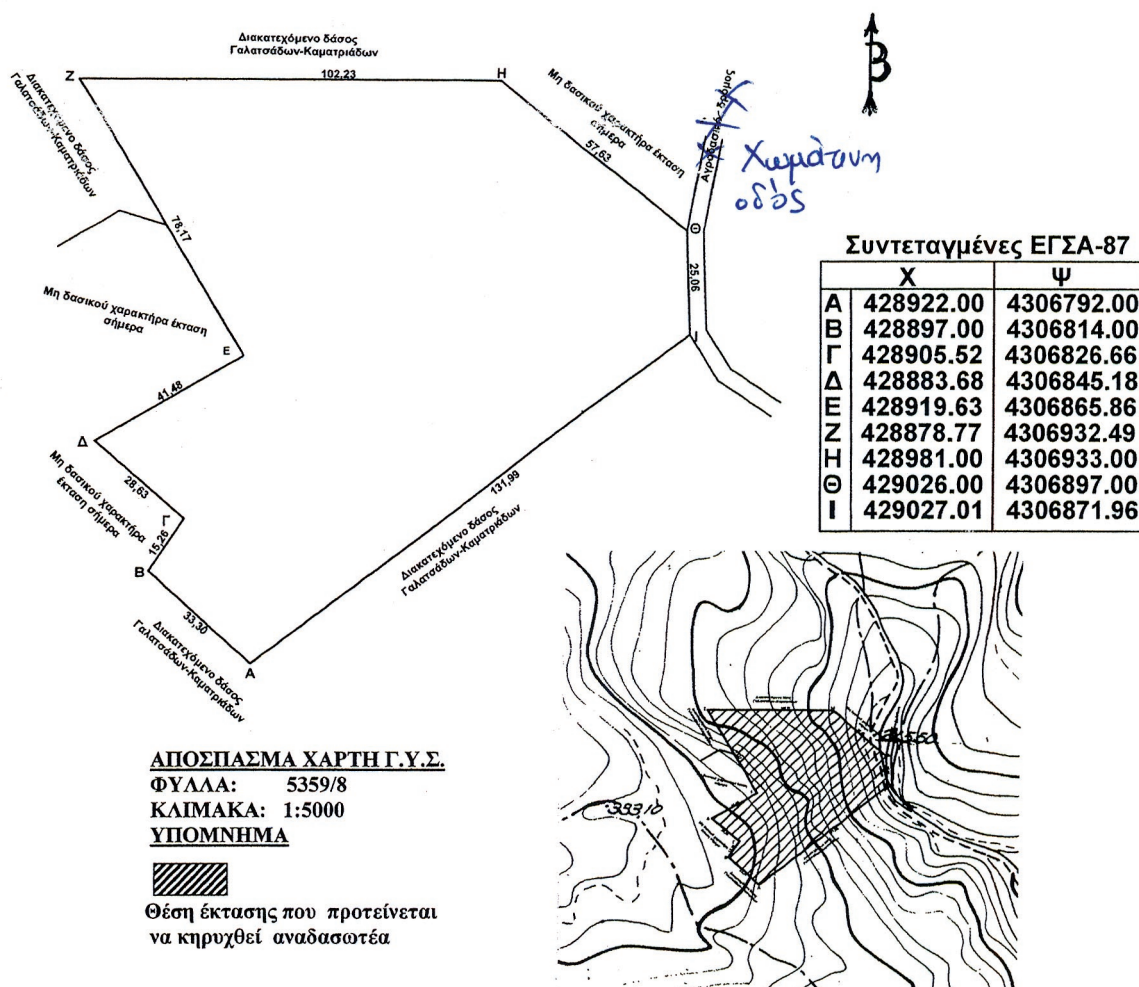 Διακατεχόμενο δάσος
Γαλατσάδων-Καματριάδων
Β
Ζ
102,23
Η
Διακατεχόμενο δάσος
Γαλατσάδων-Καματριάδων
Μη δασικού χαρακτήρα έκταση
σήμερα
57,63
Αγροδασικός δρόμος
Χωμάτινη
οδός
78,17
Θ
25,06
Μη δασικού χαρακτήρα έκταση
σήμερα
Ε
Ι
41,48
Δ
Μη δασικού χαρακτήρα
έκταση σήμερα
28,63
Γ
15,26
Β
131,99
Διακατεχόμενο δάσος
Γαλατσάδων-Καματριάδων
33,30
Διακατεχόμενο δάσος
Γαλατσάδων-Καματριάδων
Α
Συντεταγμένες ΕΓΣΑ-87
Χ Ψ
Α 428922.00 4306792.00
Β 428897.00 4306814.00
Γ 428905.52 4306826.66
Δ 428883.68 4306845.18
Ε 428919.63 4306865.86
Ζ 428878.77 4306932.49
Η 428981.00 4306933.00
Θ 429026.00 4306897.00
Ι 429027.01 4306871.96
ΑΠΟΣΠΑΣΜΑ ΧΑΡΤΗ Γ.Υ.Σ.
ΦΥΛΛΑ: 5359/8
ΚΛΙΜΑΚΑ: 1:5000
ΥΠΟΜΝΗΜΑ
Θέση έκτασης που προτείνεται
να κηρυχθεί αναδασωτέα